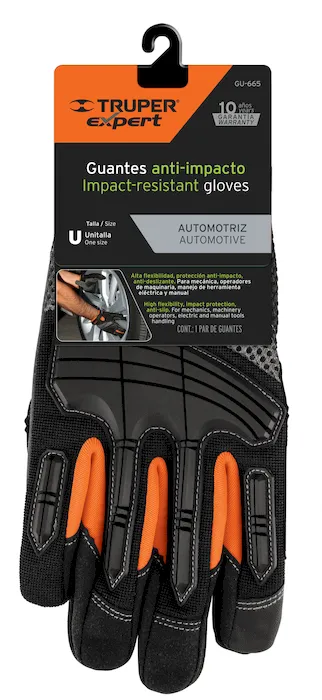 GU-665
TRUPER®
expert
10 años
years
GARANTÍA
WARRANTY
Guantes anti-impacto
Impact-resistant gloves
Talla / Size
U Unitalla
One size
AUTOMOTRIZ
AUTOMOTIVE
Alta flexibilidad, protección anti-impacto,
anti-deslizante. Para mecánica, operadores
de maquinaria, manejo de herramienta
eléctrica y manual
High flexibility, impact protection,
anti-slip. For mechanics, machinery
operators, electric and manual tools
handling
CONT.: 1 PAR DE GUANTES